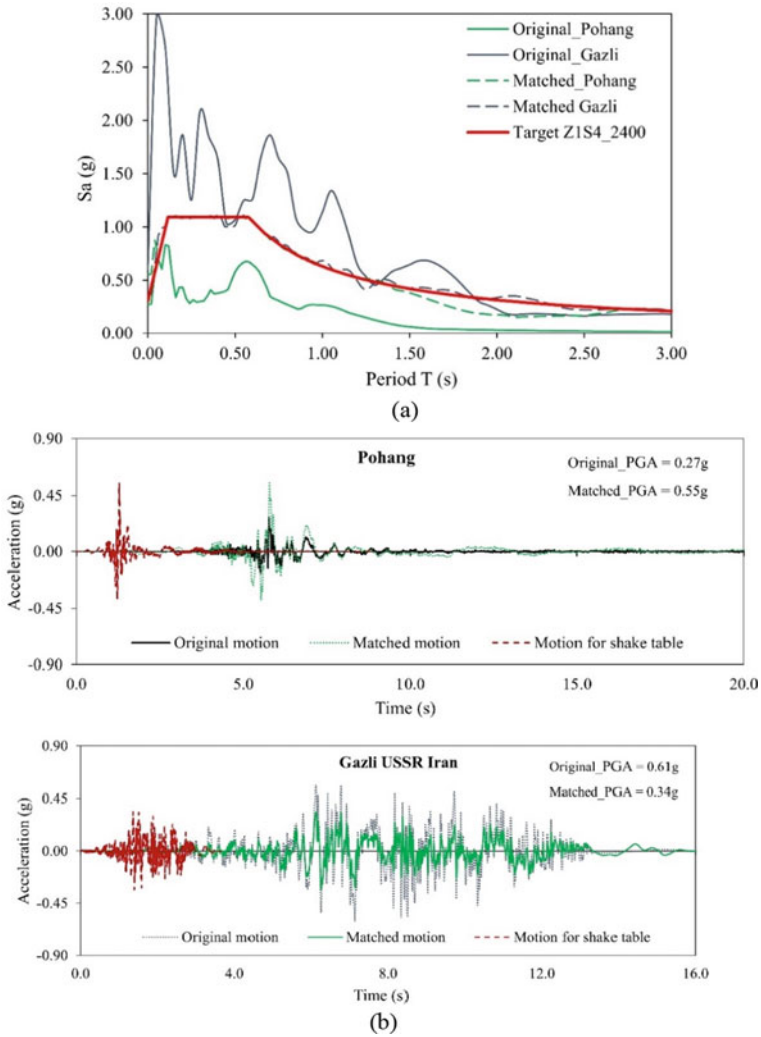 Original_Pohang
Original_Gazli
Matched_Pohang
Matched Gazli
Target Z1S4_2400
Sa (g)
3.00
2.50
2.00
1.50
1.00
0.50
0.00
0.00 0.50 1.00 1.50 2.00 2.50 3.00
Period T (s)
(a)
Pohang
Original_PGA = 0.27g
Matched_PGA = 0.55g
Acceleration (g)
0.90
0.45
0.00
-0.45
-0.90
Original motion Matched motion Motion for shake table
0.0 5.0 10.0 15.0 20.0
Time (s)
Gazli USSR Iran
Original_PGA = 0.61g
Matched_PGA = 0.34g
Acceleration (g)
0.90
0.45
0.00
-0.45
-0.90
Original motion Matched motion Motion for shake table
0.0 4.0 8.0 12.0 16.0
Time (s)
(b)